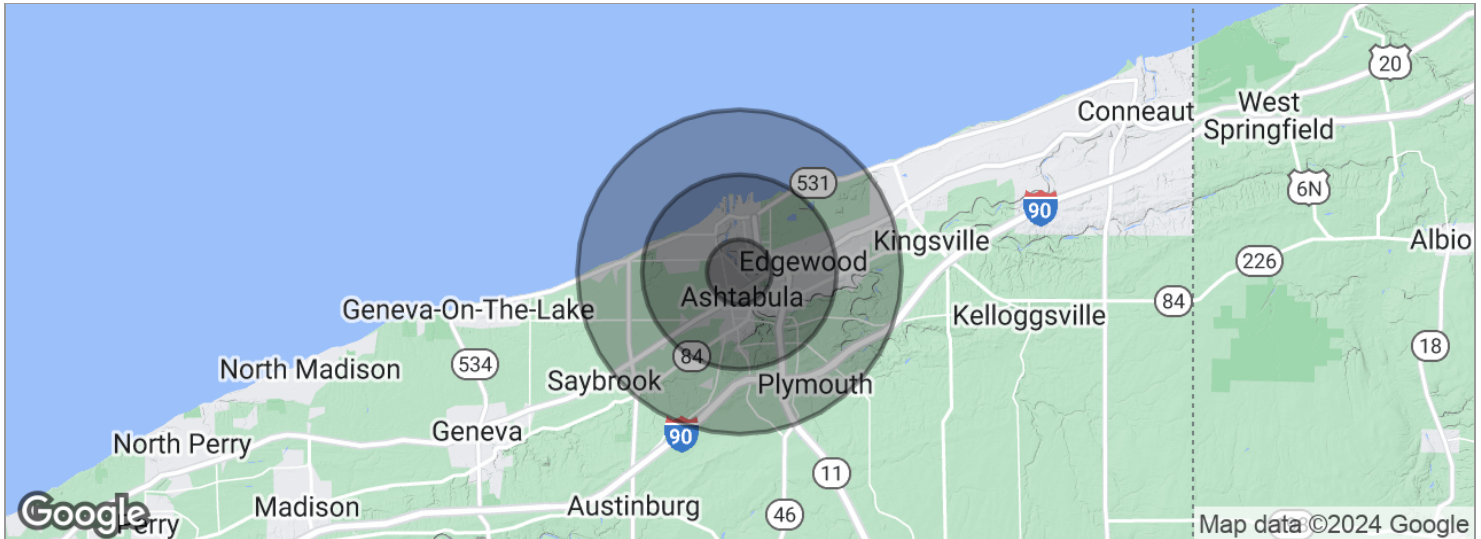 20
West
Springfield
Conneaut
531
6N
90
Kingsville
Albio
Edgewood
226
Ashtabula
84
Geneva-On-The-Lake
Kelloggsville
18
84
534
North Madison
Saybrook
Plymouth
Geneva
90
North Perry
11
Madison
Austinburg
46
Google
Perry
Map data ©2024 Google